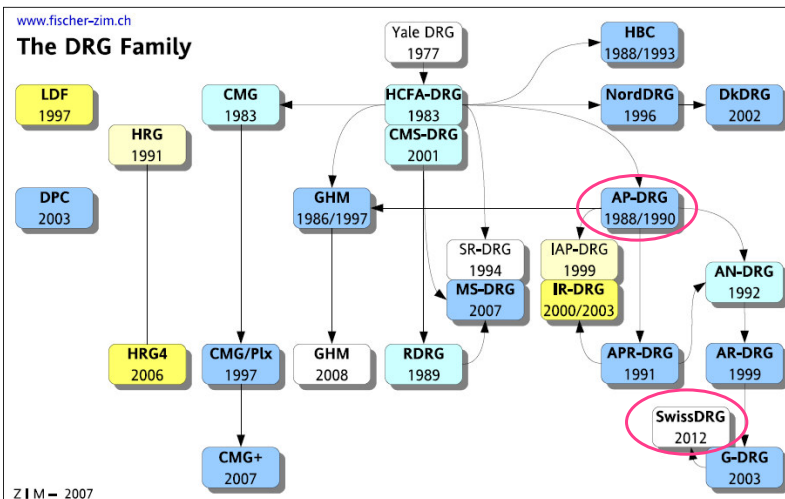 www.fischer-zim.ch
The DRG Family
Yale DRG
1977
HBC
1988/1993
LDF
1997
CMG
1983
HCFA-DRG
1983
NordDRG
1996
DkDRG
2002
HRG
1991
CMS-DRG
2001
DPC
2003
GHM
1986/1997
AP-DRG
1988/1990
SR-DRG
1994
IAP-DRG
1999
AN-DRG
1992
MS-DRG
2007
IR-DRG
2000/2003
HRG4
2006
CMG/Plx
1997
GHM
2008
RDRG
1989
APR-DRG
1991
AR-DRG
1999
SwissDRG
2012
CMG+
2007
G-DRG
2003
Z I M - 2007